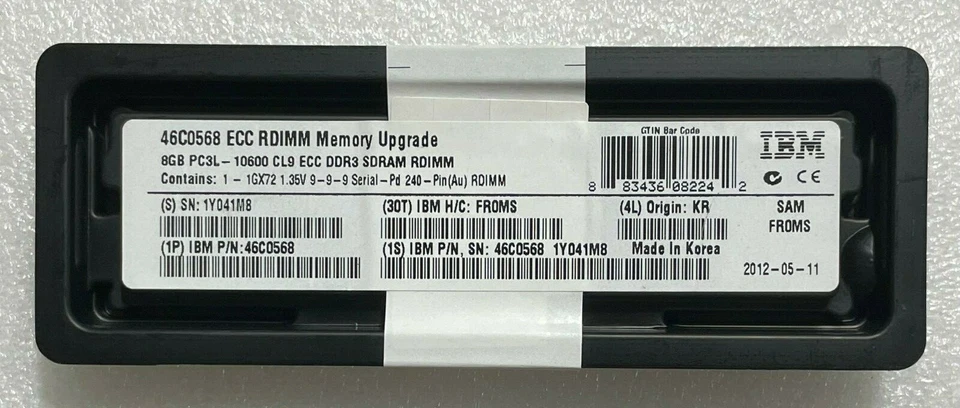 46C0568 ECC RDIMM Memory Upgrade
8GB PC3L-10600 CL9 ECC DDR3 SDRAM RDIMM
Contains: 1 - 1GX72 1.35V 9-9-9 Serial-Pd 240-Pin(Au) RDIMM
GTIN Bar Code
8 83436 08224 2
IBM
CE
(S) SN: 1Y041M8
(30T) IBM H/C: FROMS
(4L) Origin: KR
SAM
FROMS
(1P) IBM P/N:46C0568
(1S) IBM P/N, SN: 46C0568 1Y041M8
Made In Korea
2012-05-11